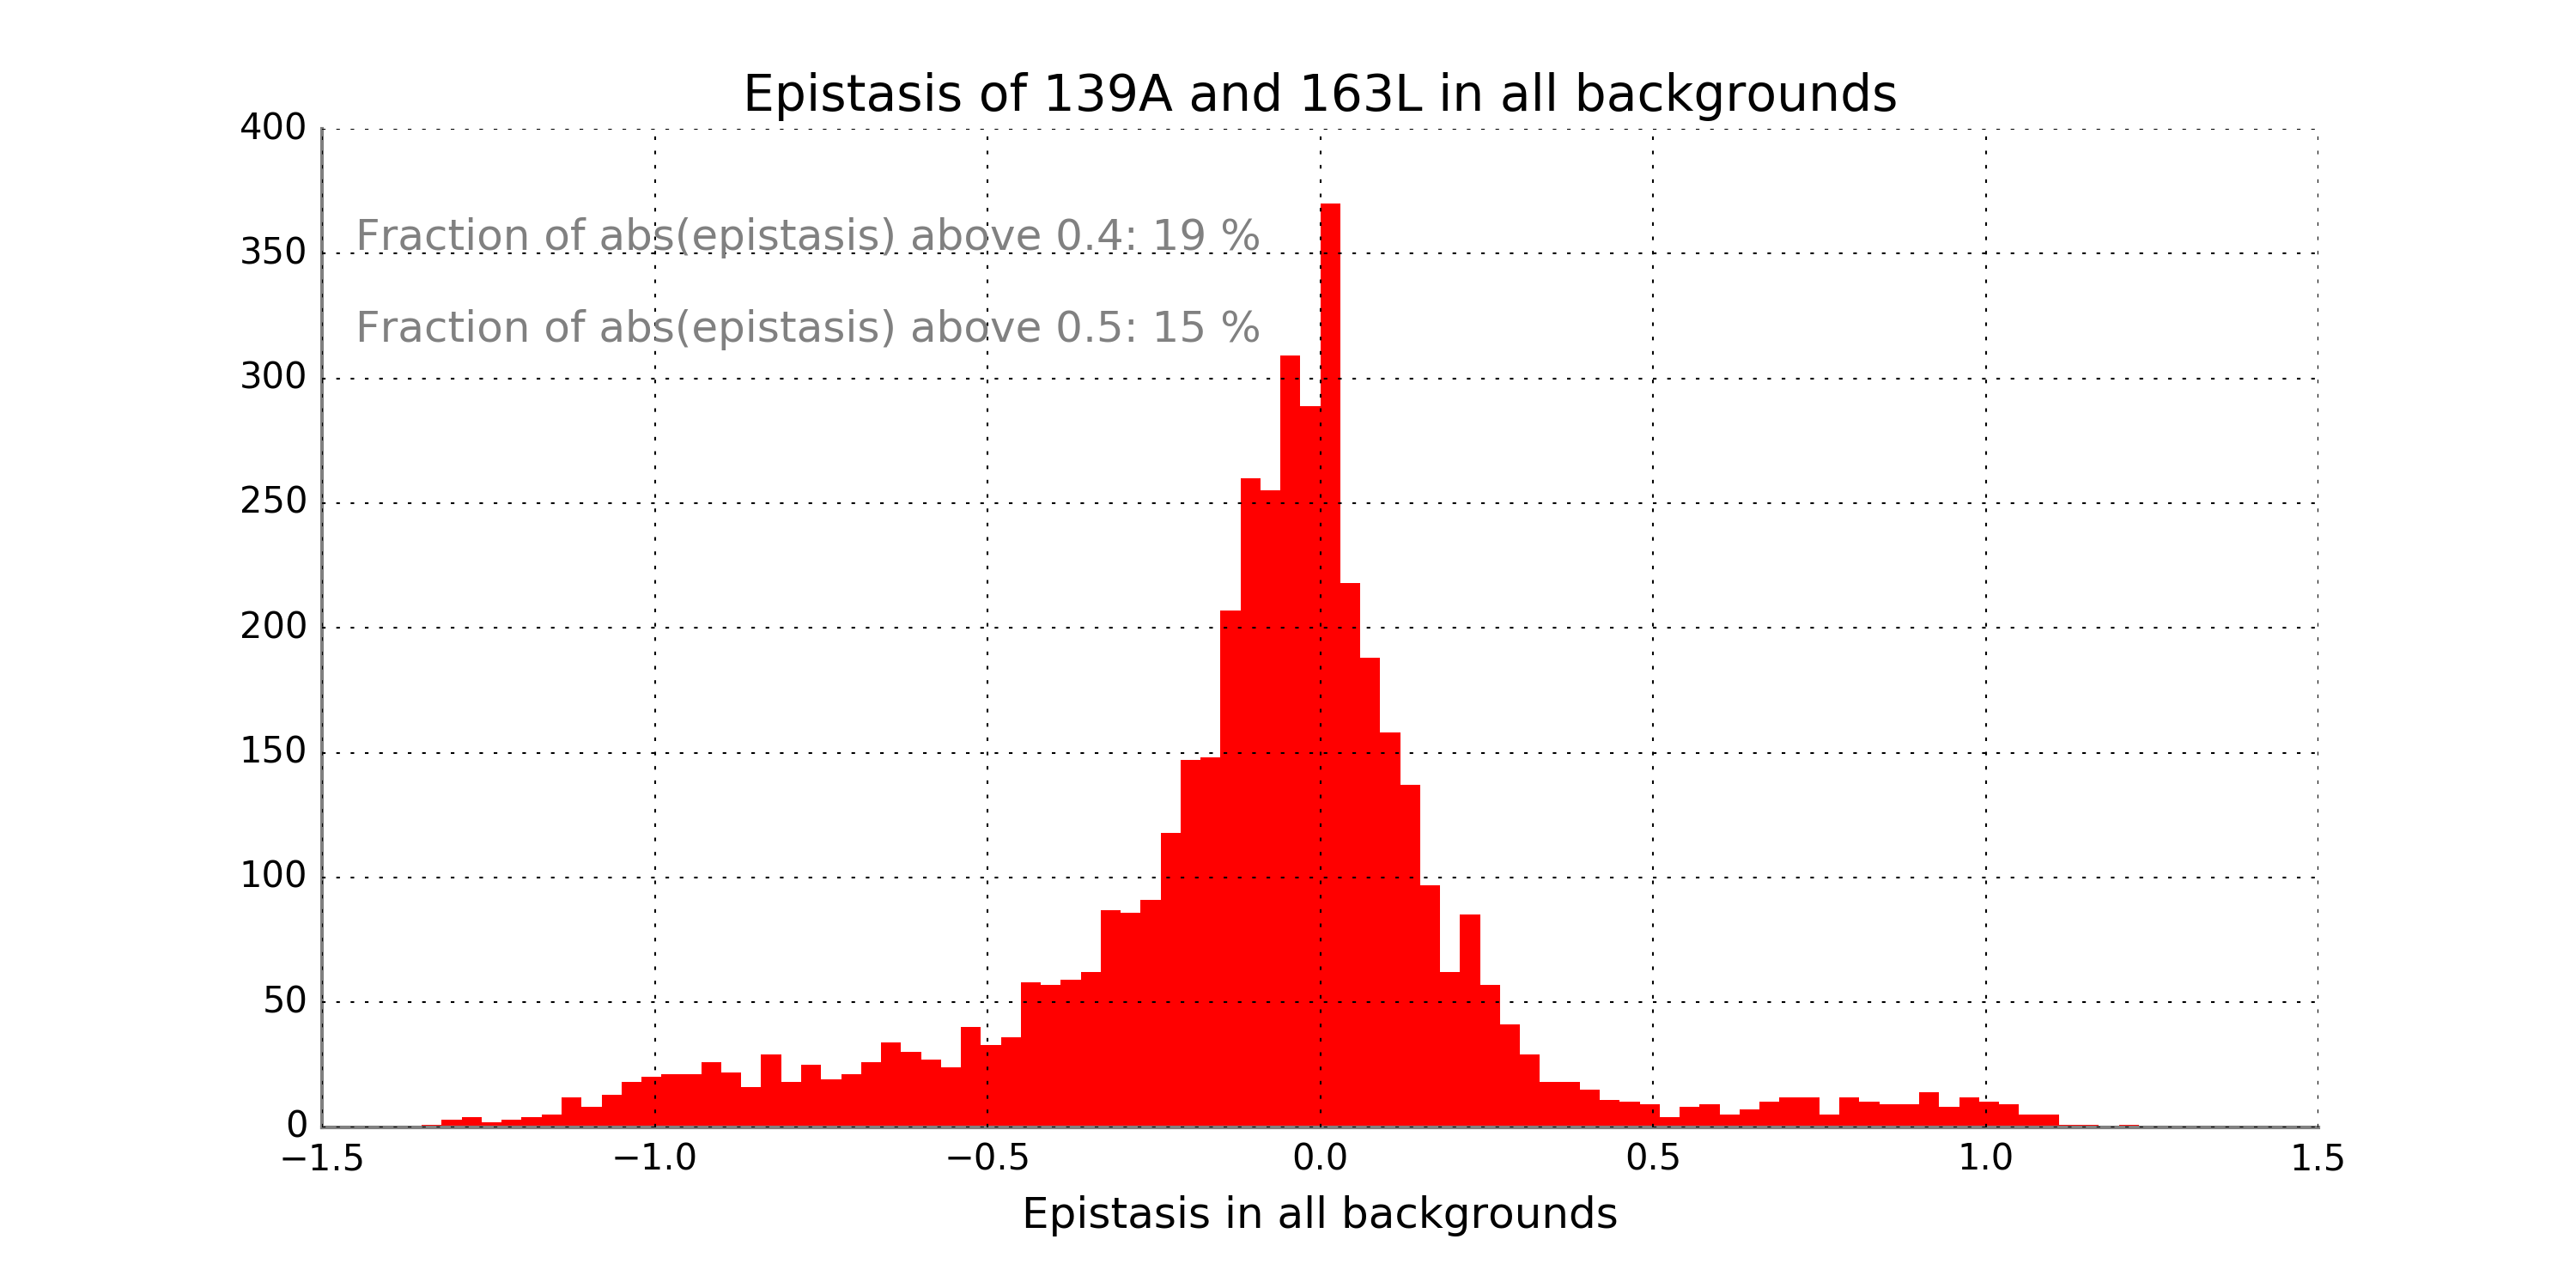 Epistasis of 139A and 163L in all backgrounds
400
Fraction of abs(epistasis) above 0.4: 19 %
350
Fraction of abs(epistasis) above 0.5: 15 %
300
250
200
150
100
50
0
−1.5 −1.0 −0.5 0.0 0.5 1.0 1.5
Epistasis in all backgrounds